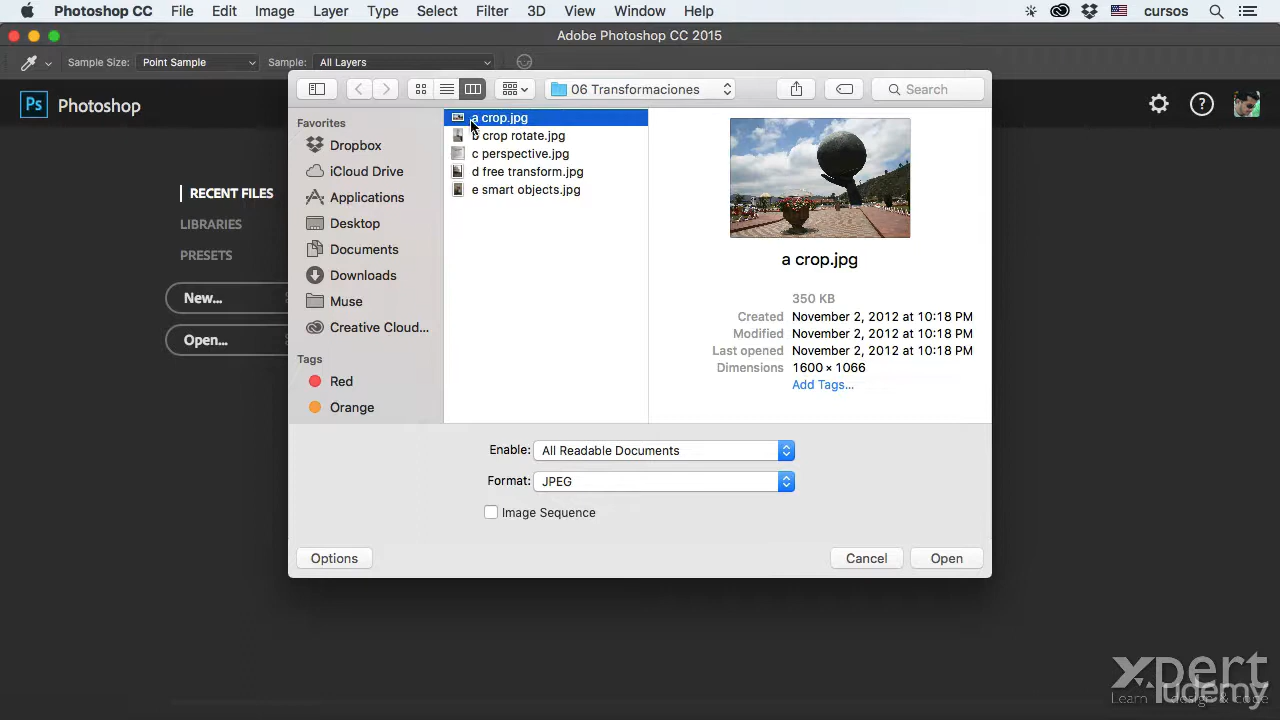 Photoshop CC File Edit Image Layer Type Select Filter 3D View Window Help cursos
Adobe Photoshop CC 2015
Sample Size: Point Sample Sample: All Layers
Ps Photoshop
06 Transformaciones Search
RECENT FILES
LIBRARIES
PRESETS
New...
Open...
Favorites
Dropbox
iCloud Drive
Applications
Desktop
Documents
Downloads
Muse
Creative Cloud...
Tags
Red
Orange
a crop.jpg
b crop rotate.jpg
c perspective.jpg
d free transform.jpg
e smart objects.jpg
a crop.jpg
350 KB
Created November 2, 2012 at 10:18 PM
Modified November 2, 2012 at 10:18 PM
Last opened November 2, 2012 at 10:18 PM
Dimensions 1600 × 1066
Add Tags...
Enable: All Readable Documents
Format: JPEG
Image Sequence
Options Cancel Open
xpert
Learn design & code
udemy